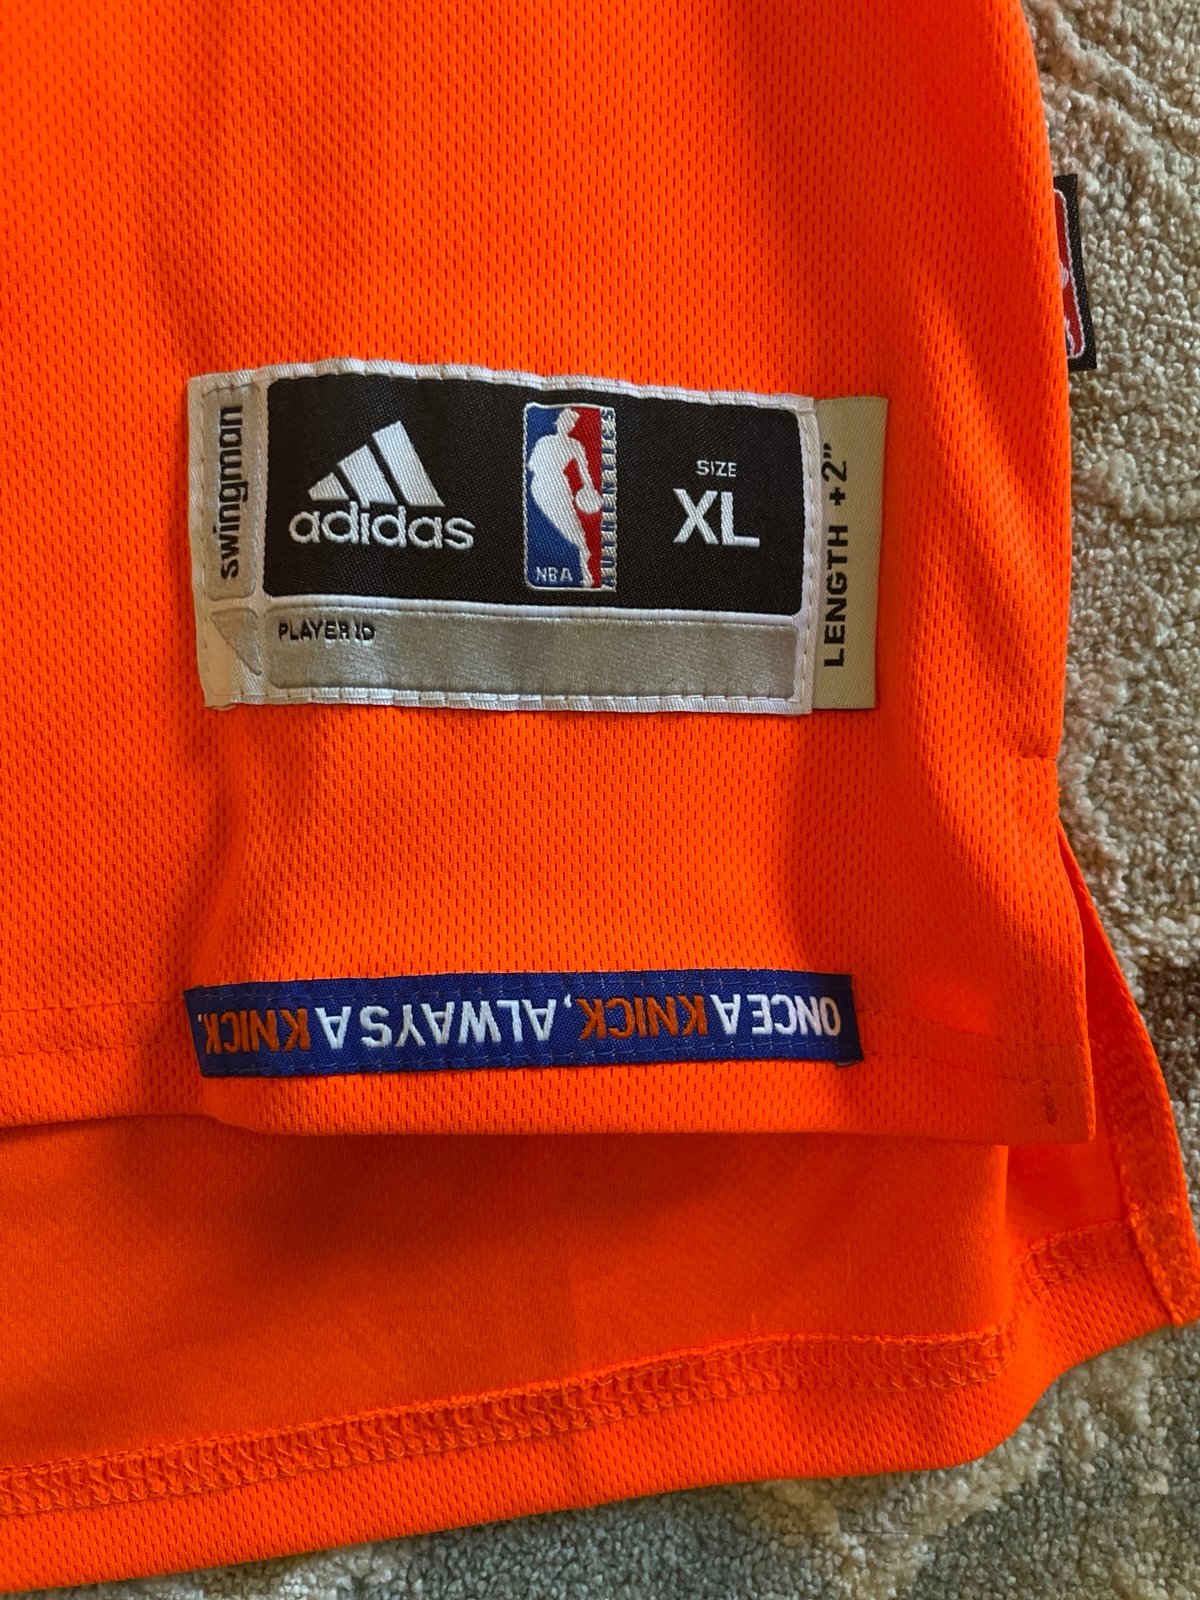 swingman
adidas
NBA
AUTHENTICS
SIZE
XL
LENGTH +2"
PLAYER ID
ONCE A KNICK, ALWAYS A KNICK.